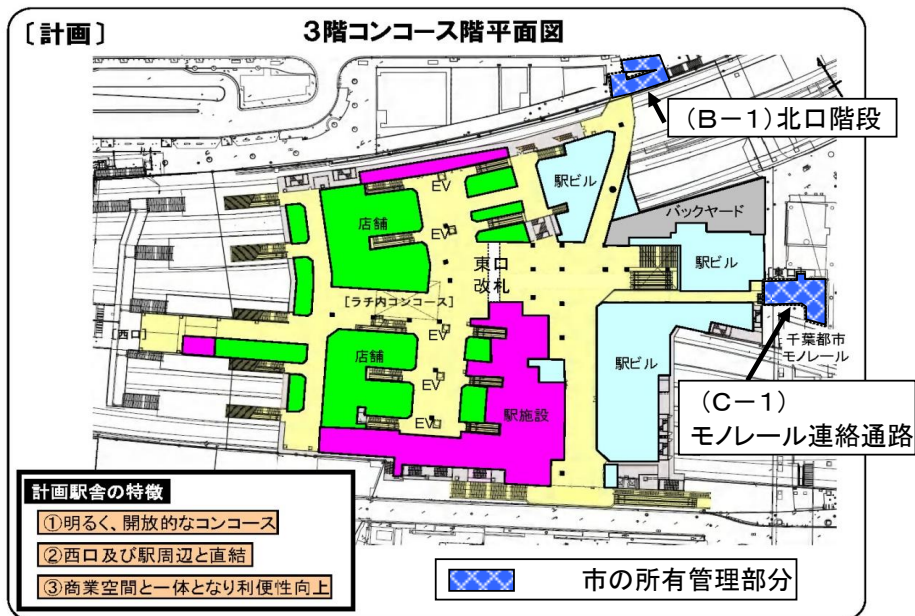 〔計画〕
3階コンコース階平面図
(B-1)北口階段
EV
駅ビル
バックヤード
店舗
EV
東口
改札
駅ビル
[ラチ内コンコース]
西口
EV
千葉都市
モノレール
店舗
駅ビル
EV
駅施設
(C-1)
モノレール連絡通路
EV
計画駅舎の特徴
①明るく、開放的なコンコース
②西口及び駅周辺と直結
③商業空間と一体となり利便性向上
市の所有管理部分